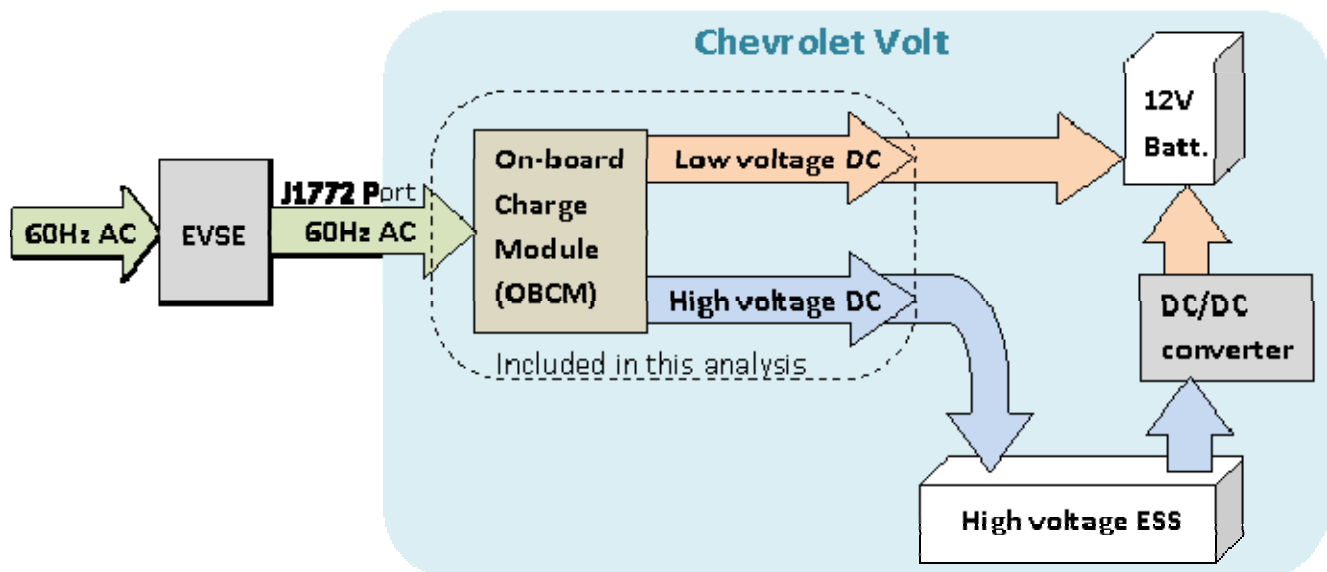 Chevrolet Volt
12V
Batt.
On-board
Charge
Module
(OBCM)
Low voltage DC
J1772 Port
60Hz AC
EVSE
60Hz AC
High voltage DC
DC/DC
converter
Included in this analysis
High voltage ESS